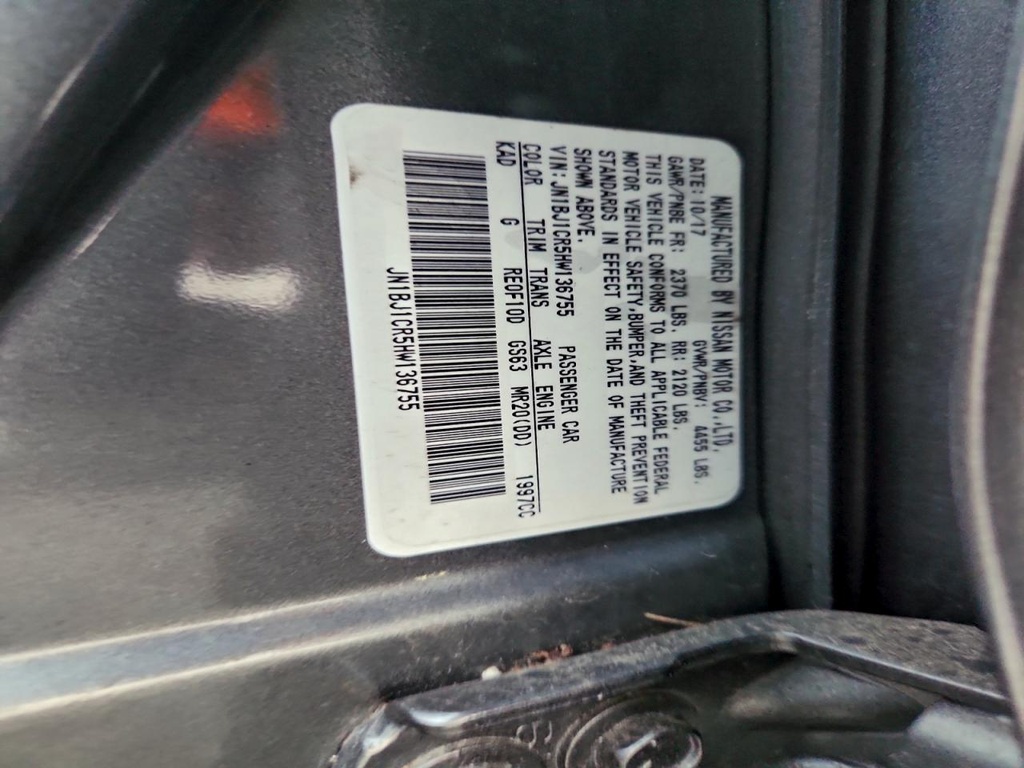 MANUFACTURED BY NISSAN MOTOR CO.,LTD.
DATE: 10/17 GVWR/PNBV: 4455 LBS.
GAWR/PNBE FR: 2370 LBS. RR: 2120 LBS.
THIS VEHICLE CONFORMS TO ALL APPLICABLE FEDERAL
MOTOR VEHICLE SAFETY,BUMPER,AND THEFT PREVENTION
STANDARDS IN EFFECT ON THE DATE OF MANUFACTURE
SHOWN ABOVE.
VIN: JN1BJ1CR5HW136755 PASSENGER CAR
COLOR TRIM TRANS AXLE ENGINE
KAD G RE0F10D GS63 MR20(DD) 1997CC
JN1BJ1CR5HW136755